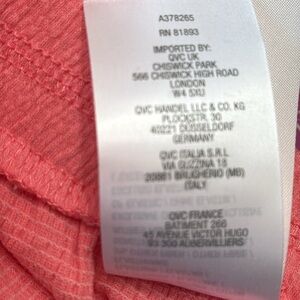 A378265
RN 81893
IMPORTED BY:
QVC UK
CHISWICK PARK
566 CHISWICK HIGH ROAD
LONDON
W4 5XU
QVC HANDEL LLC & CO. KG
PLOCKSTR. 30
40221 DÜSSELDORF
GERMANY
QVC ITALIA S.R.L
VIA GUZZINA 18
20861 BRUGHERIO (MB)
ITALY
QVC FRANCE
BATIMENT 266
45 AVENUE VICTOR HUGO
93 300 AUBERVILLIERS